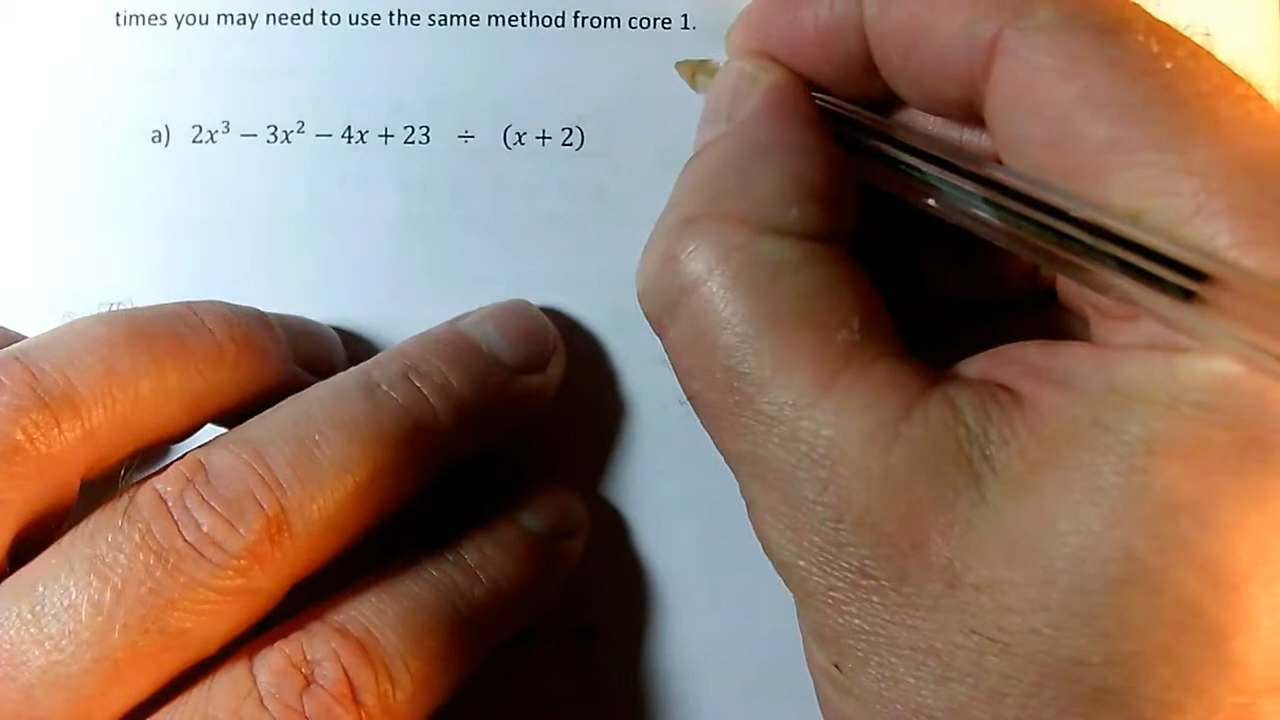 times you may need to use the same method from core 1.
a) 2x³ − 3x² − 4x + 23 ÷ (x + 2)